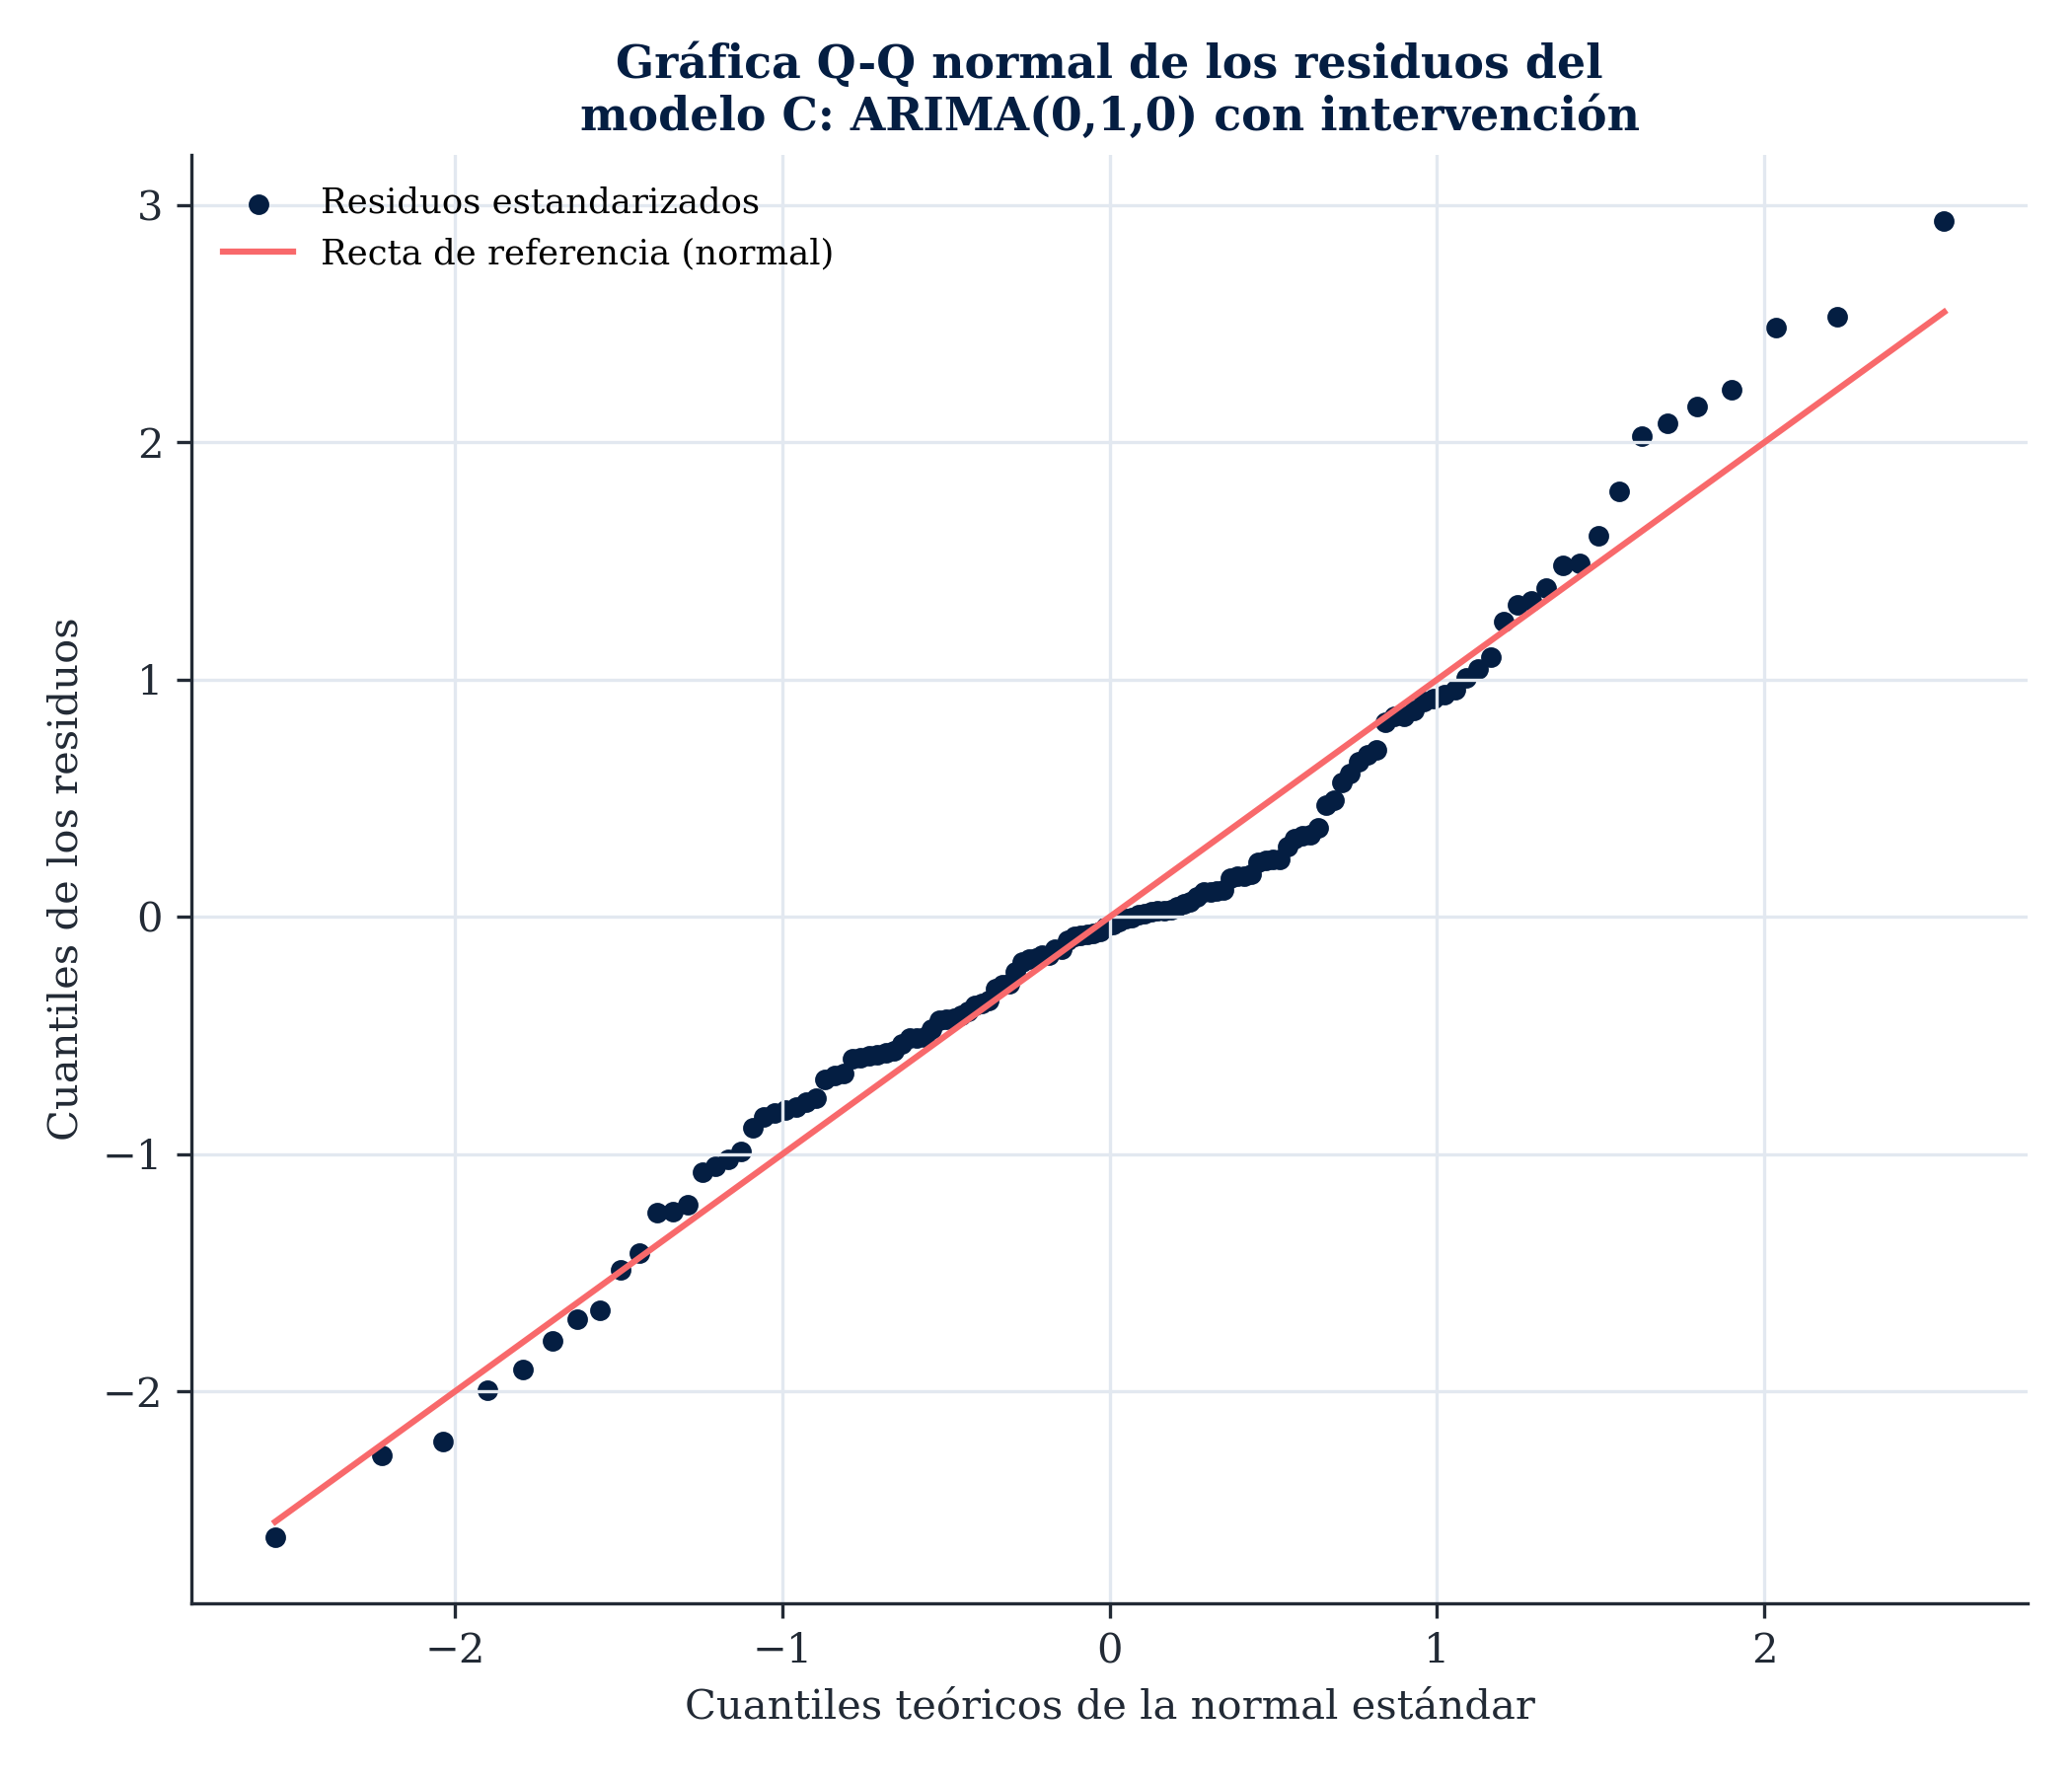 Gráfica Q-Q normal de los residuos del
modelo C: ARIMA(0,1,0) con intervención
Residuos estandarizados
Recta de referencia (normal)
Cuantiles de los residuos
3
2
1
0
−1
−2
−2
−1
0
1
2
Cuantiles teóricos de la normal estándar